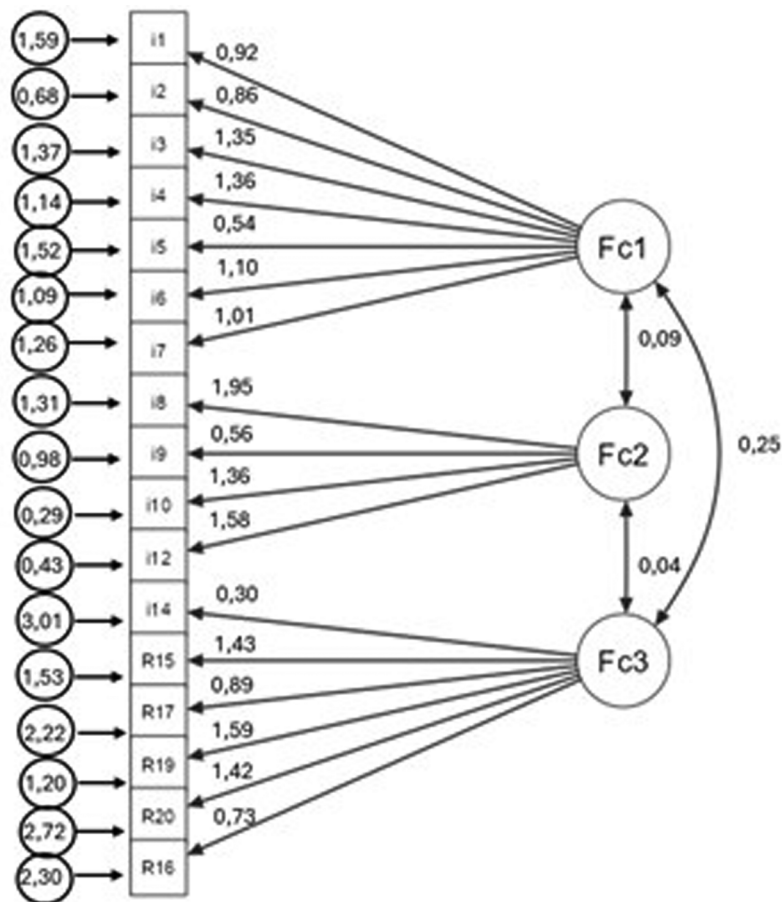 1,59 i1 0,92
0,68 i2 0,86
1,37 i3 1,35
1,14 i4 1,36
1,52 i5 0,54 Fc1
1,09 i6 1,10
1,26 i7 1,01 0,09
1,31 i8 1,95
0,98 i9 0,56 Fc2 0,25
0,29 i10 1,36
0,43 i12 1,58
3,01 i14 0,30 0,04
1,53 R15 1,43 Fc3
2,22 R17 0,89
1,20 R19 1,59
2,72 R20 1,42
2,30 R16 0,73